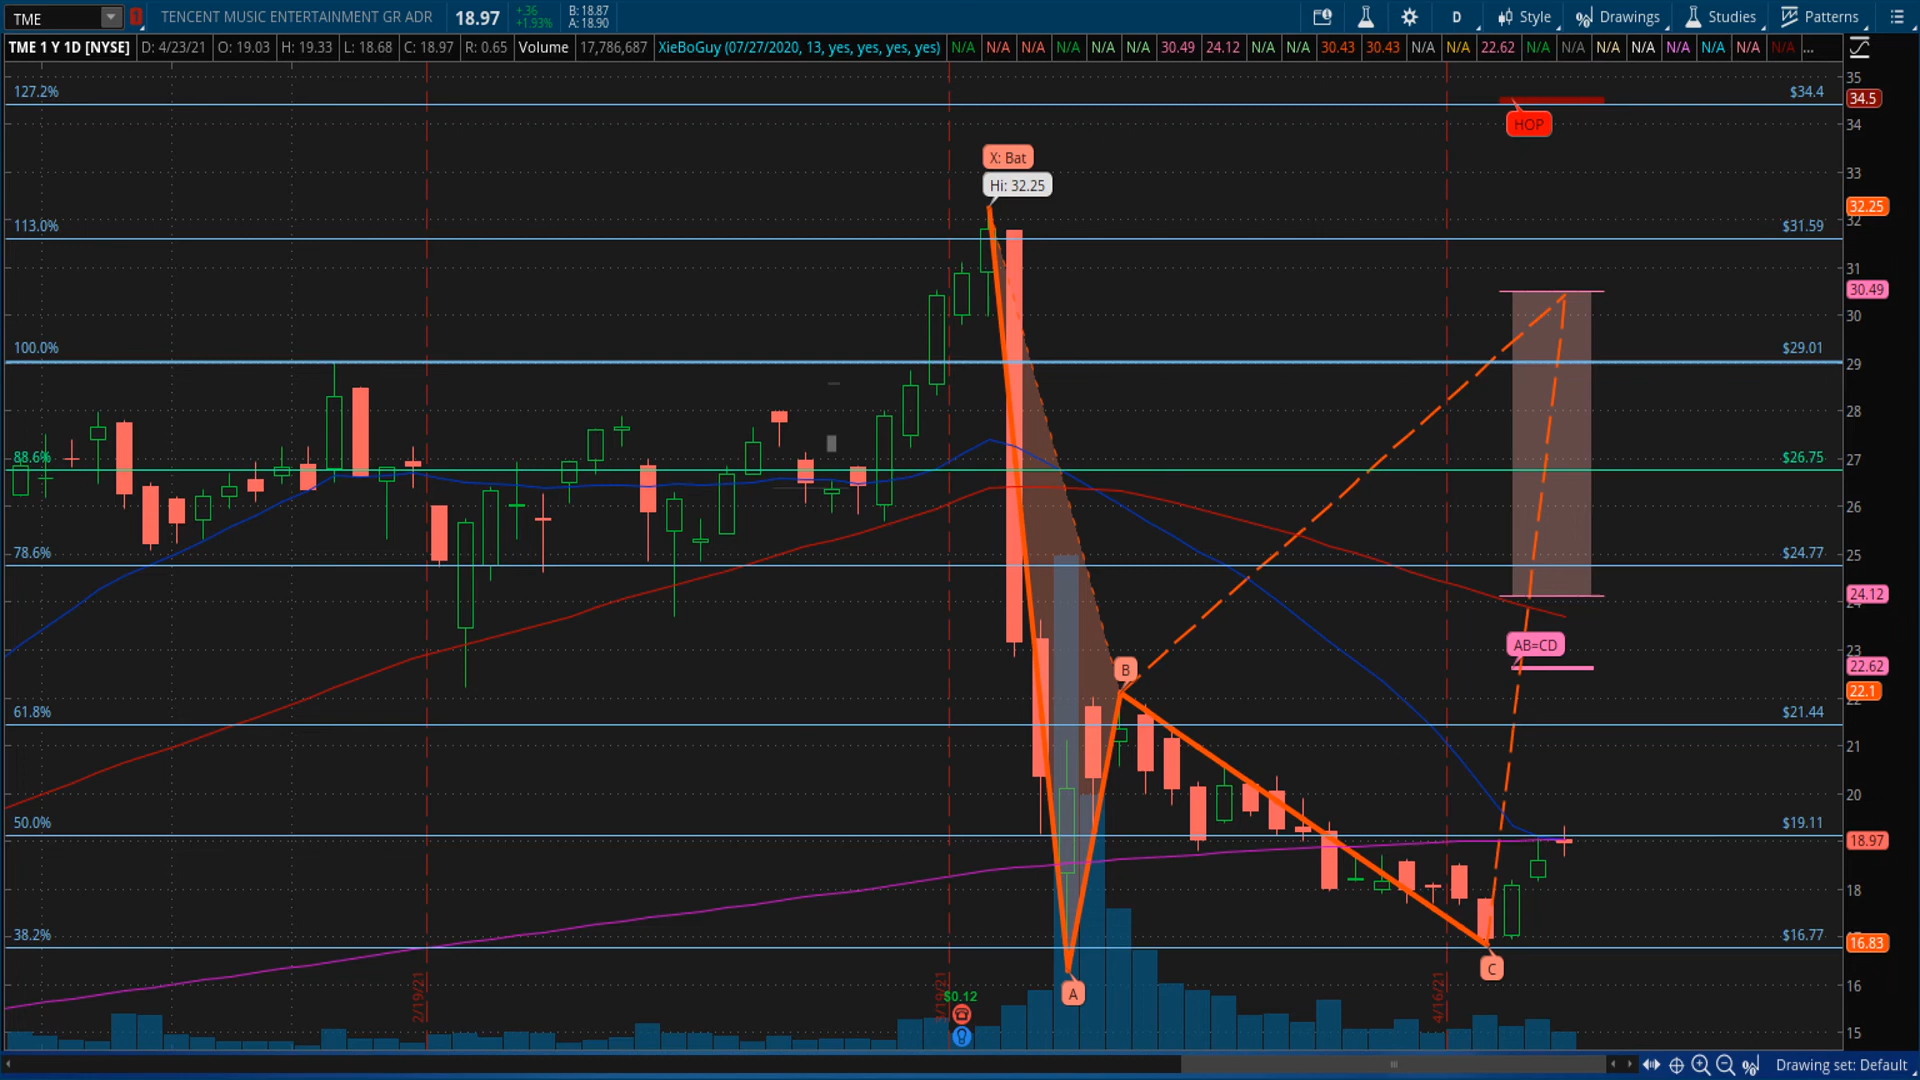 TME
1
TENCENT MUSIC ENTERTAINMENT GR ADR
18.97
+.36
+1.93%
B: 18.87
A: 18.90
D
Style
Drawings
Studies
Patterns
TME 1 Y 1D [NYSE]
D: 4/23/21
O: 19.03
H: 19.33
L: 18.68
C: 18.97
R: 0.65
Volume
17,786,687
XieBoGuy (07/27/2020, 13, yes, yes, yes, yes)
N/A
N/A
N/A
N/A
N/A
N/A
30.49
24.12
N/A
N/A
30.43
30.43
N/A
N/A
22.62
N/A
N/A
N/A
N/A
N/A
N/A
N/A
N/A
...
127.2%
$34.4
113.0%
$31.59
100.0%
$29.01
88.6%
$26.75
78.6%
$24.77
61.8%
$21.44
50.0%
$19.11
38.2%
$16.77
X: Bat
Hi: 32.25
HOP
AB=CD
B
A
C
$0.12
2/19/21
4/16/21
35
34.5
34
33
32.25
32
31
30.49
30
29
28
27
26
25
24.12
24
23
22.62
22.1
21
20
18.97
18
16.83
16
15
Drawing set: Default